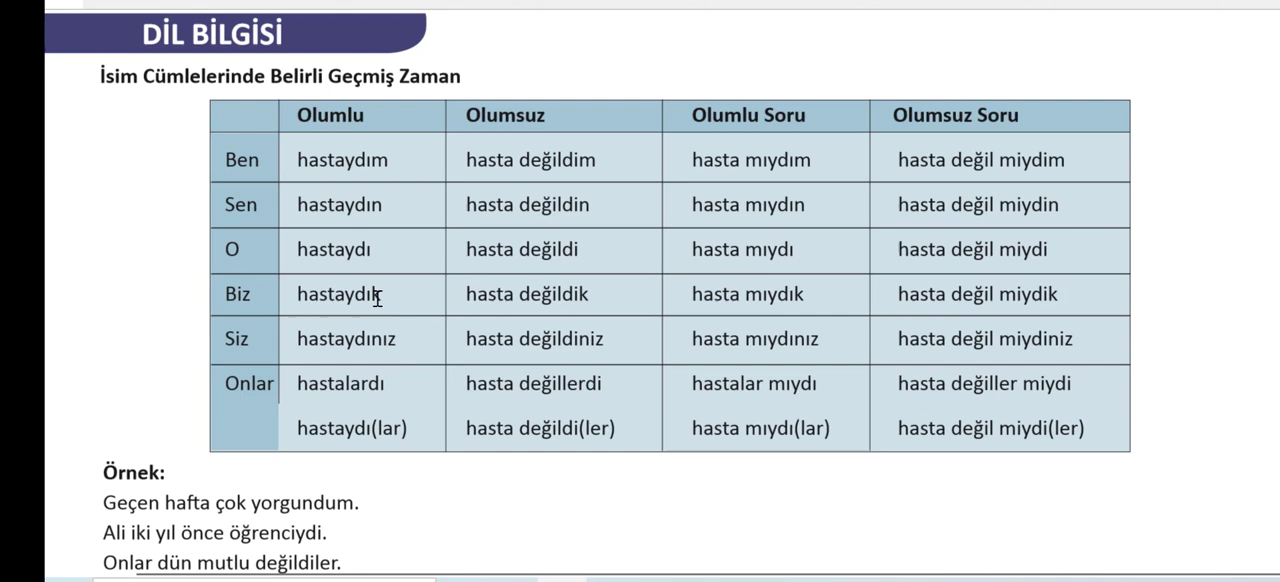 DİL BİLGİSİ
İsim Cümlelerinde Belirli Geçmiş Zaman
Olumlu Olumsuz Olumlu Soru Olumsuz Soru
Ben hastaydım hasta değildim hasta mıydım hasta değil miydim
Sen hastaydın hasta değildin hasta mıydın hasta değil miydin
O hastaydı hasta değildi hasta mıydı hasta değil miydi
Biz hastaydık hasta değildik hasta mıydık hasta değil miydik
Siz hastaydınız hasta değildiniz hasta mıydınız hasta değil miydiniz
Onlar hastalardı hasta değillerdi hastalar mıydı hasta değiller miydi
hastaydı(lar) hasta değildi(ler) hasta mıydı(lar) hasta değil miydi(ler)
Örnek:
Geçen hafta çok yorgundum.
Ali iki yıl önce öğrenciydi.
Onlar dün mutlu değildiler.